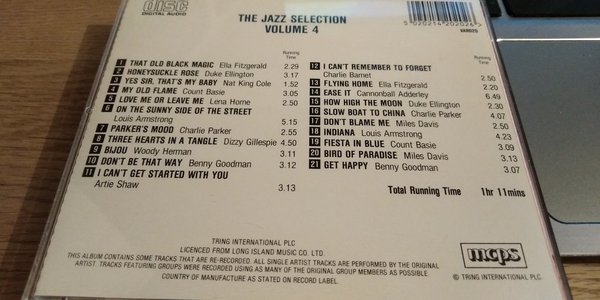 DISC
DIGITAL AUDIO
THE JAZZ SELECTION
VOLUME 4
5 020214 202026
VAR029
Running
Time
1 THAT OLD BLACK MAGIC Ella Fitzgerald 2.29
2 HONEYSUCKLE ROSE Duke Ellington 3.17
3 YES SIR, THAT'S MY BABY Nat King Cole 1.52
4 MY OLD FLAME Count Basie 3.05
5 LOVE ME OR LEAVE ME Lena Horne 2.50
6 ON THE SUNNY SIDE OF THE STREET
Louis Armstrong 5.15
7 PARKER'S MOOD Charlie Parker 2.55
8 THREE HEARTS IN A TANGLE Dizzy Gillespie 4.50
9 BIJOU Woody Herman 3.11
10 DON'T BE THAT WAY Benny Goodman 3.12
11 I CAN'T GET STARTED WITH YOU
Artie Shaw 3.13
Running
Time
12 I CAN'T REMEMBER TO FORGET
Charlie Barnet 2.50
13 FLYING HOME Ella Fitzgerald 2.20
14 EASE IT Cannonball Adderley 6.49
15 HOW HIGH THE MOON Duke Ellington 2.30
16 SLOW BOAT TO CHINA Charlie Parker 4.07
17 DON'T BLAME ME Miles Davis 2.50
18 INDIANA Louis Armstrong 4.23
19 FIESTA IN BLUE Count Basie 3.09
20 BIRD OF PARADISE Miles Davis 3.13
21 GET HAPPY Benny Goodman 3.07
Total Running Time 1hr 11mins
TRING INTERNATIONAL PLC
LICENCED FROM LONG ISLAND MUSIC CO. LTD
THIS ALBUM CONTAINS SOME TRACKS THAT ARE RE-RECORDED. ALL SINGLE ARTIST TRACKS ARE PERFORMED BY THE ORIGINAL
ARTIST. TRACKS FEATURING GROUPS WERE RECORDED USING AS MANY OF THE ORIGINAL GROUP MEMBERS AS POSSIBLE.
COUNTRY OF MANUFACTURE AS STATED ON RECORD LABEL.
mcps
© TRING INTERNATIONAL PLC